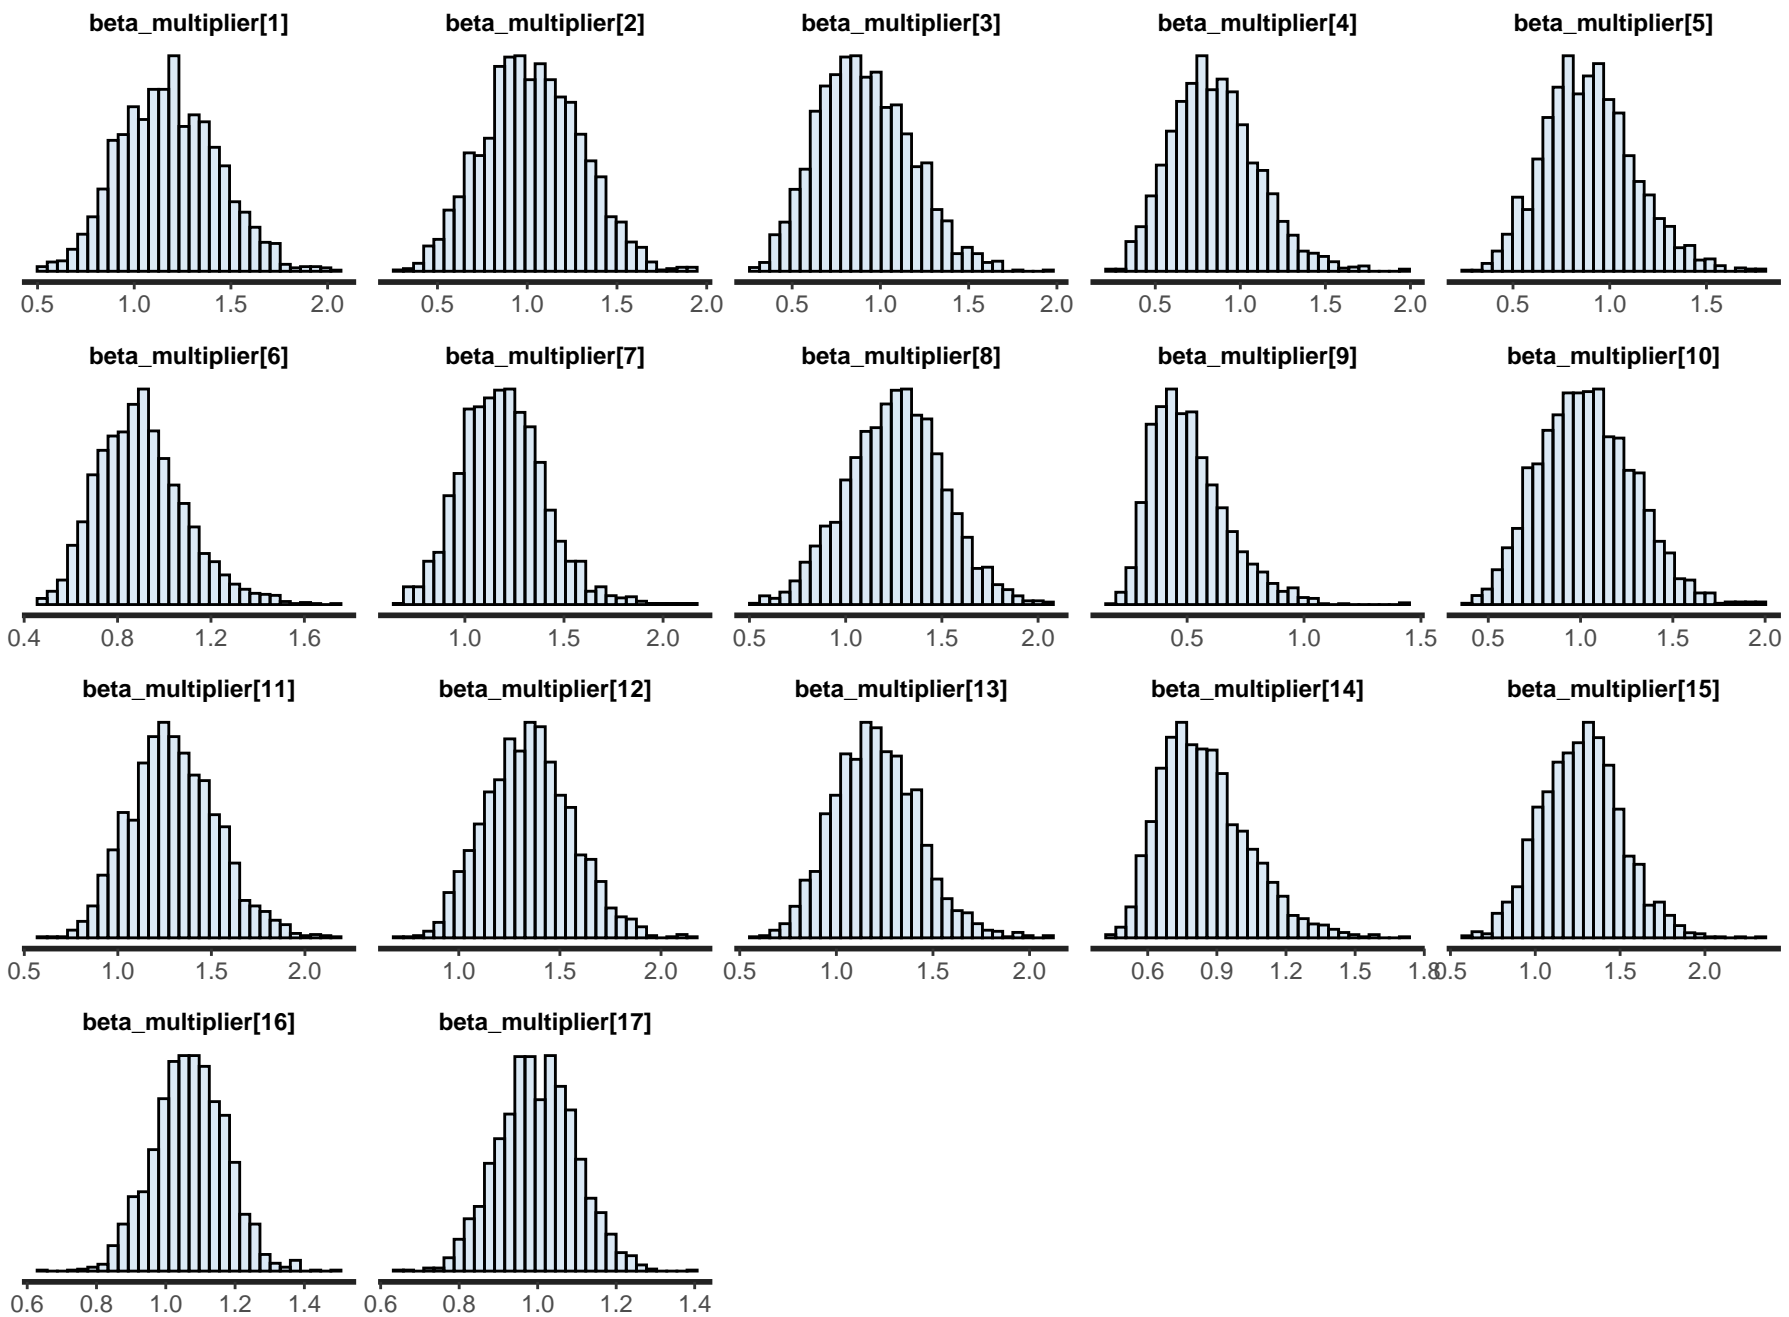 beta_multiplier[1] beta_multiplier[2] beta_multiplier[3] beta_multiplier[4] beta_multiplier[5]
0.5 1.0 1.5 2.0 0.5 1.0 1.5 2.0 0.5 1.0 1.5 2.0 0.5 1.0 1.5 2.0 0.5 1.0 1.5
beta_multiplier[6] beta_multiplier[7] beta_multiplier[8] beta_multiplier[9] beta_multiplier[10]
0.4 0.8 1.2 1.6 1.0 1.5 2.0 0.5 1.0 1.5 2.0 0.5 1.0 1.5 0.5 1.0 1.5 2.0
beta_multiplier[11] beta_multiplier[12] beta_multiplier[13] beta_multiplier[14] beta_multiplier[15]
0.5 1.0 1.5 2.0 1.0 1.5 2.0 0.5 1.0 1.5 2.0 0.6 0.9 1.2 1.5 1.8 0.5 1.0 1.5 2.0
beta_multiplier[16] beta_multiplier[17]
0.6 0.8 1.0 1.2 1.4 0.6 0.8 1.0 1.2 1.4